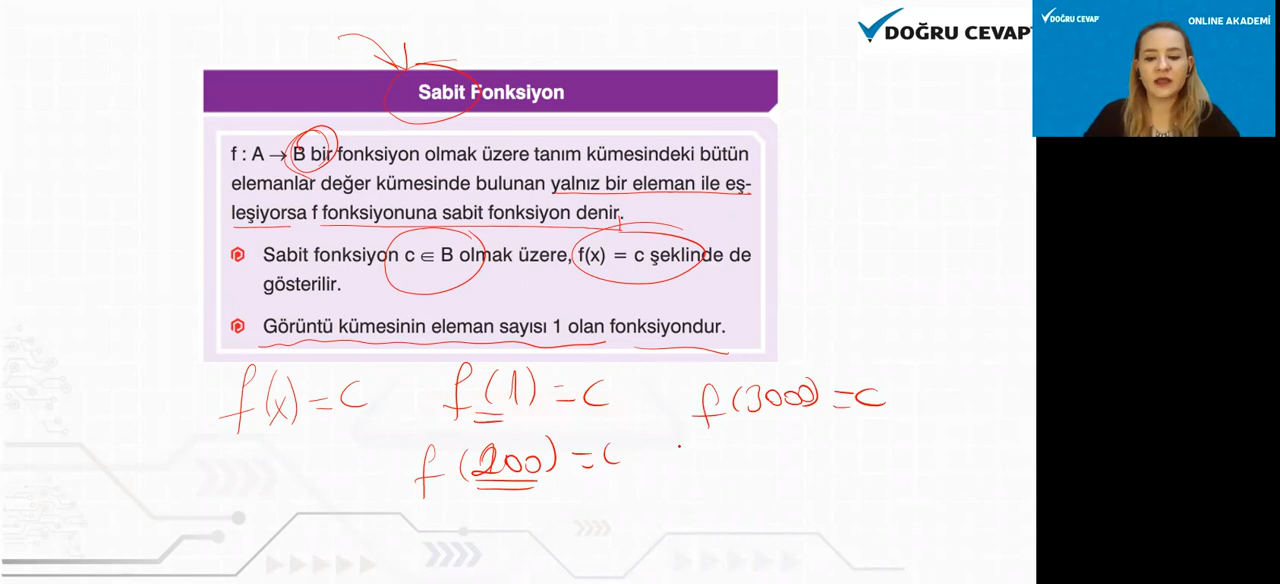 DOĞRU CEVAP
DOĞRU CEVAP
ONLINE AKADEMİ
Sabit Fonksiyon
f : A → B bir fonksiyon olmak üzere tanım kümesindeki bütün
elemanlar değer kümesinde bulunan yalnız bir eleman ile eş-
leşiyorsa f fonksiyonuna sabit fonksiyon denir.
Sabit fonksiyon c ∈ B olmak üzere, f(x) = c şeklinde de
gösterilir.
Görüntü kümesinin eleman sayısı 1 olan fonksiyondur.
f(x) = c f(1) = c f(3000) = c
f(200) = c